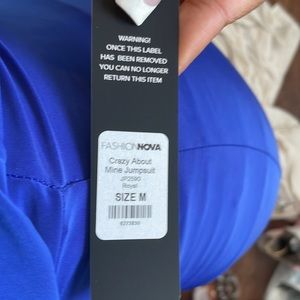 WARNING!
ONCE THIS LABEL
HAS BEEN REMOVED
YOU CAN NO LONGER
RETURN THIS ITEM
FASHIONNOVA
Crazy About
Mine Jumpsuit
JP2590
Royal
SIZE M